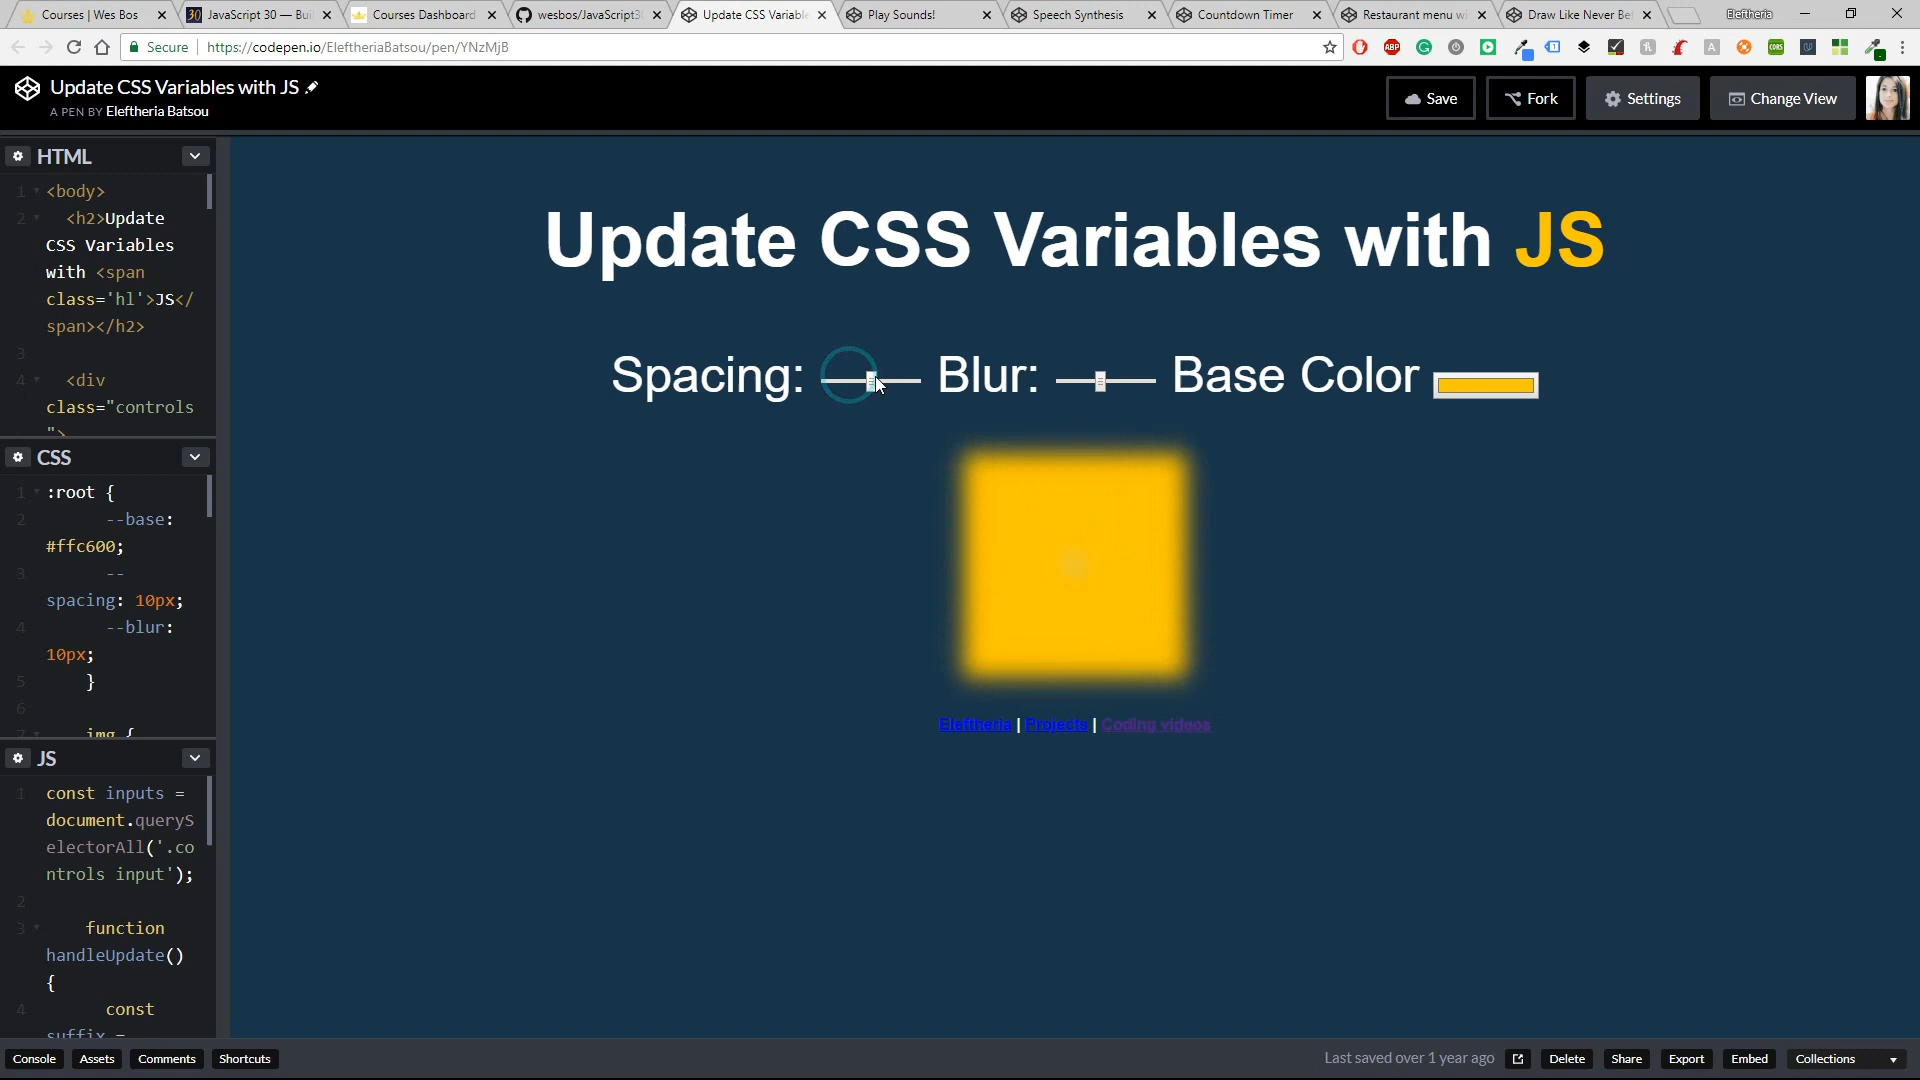 Courses | Wes Bos
JavaScript 30 — Bui
Courses Dashboard
wesbos/JavaScript3
Update CSS Variable
Play Sounds!
Speech Synthesis
Countdown Timer
Restaurant menu wi
Draw Like Never Be
Eleftheria
Secure
https://codepen.io/EleftheriaBatsou/pen/YNzMjB
Update CSS Variables with JS
A PEN BY Eleftheria Batsou
Save
Fork
Settings
Change View
HTML
1 <body>
2 <h2>Update
CSS Variables
with <span
class='hl'>JS</
span></h2>
3
4 <div
class="controls
">
CSS
1 :root {
2 --base:
#ffc600;
3 --
spacing: 10px;
4 --blur:
10px;
5 }
6
7 img {
JS
1 const inputs =
document.queryS
electorAll('.co
ntrols input');
2
3 function
handleUpdate()
{
4 const
suffix =
Update CSS Variables with JS
Spacing: Blur: Base Color
Eleftheria | Projects | Coding videos
Console
Assets
Comments
Shortcuts
Last saved over 1 year ago
Delete
Share
Export
Embed
Collections